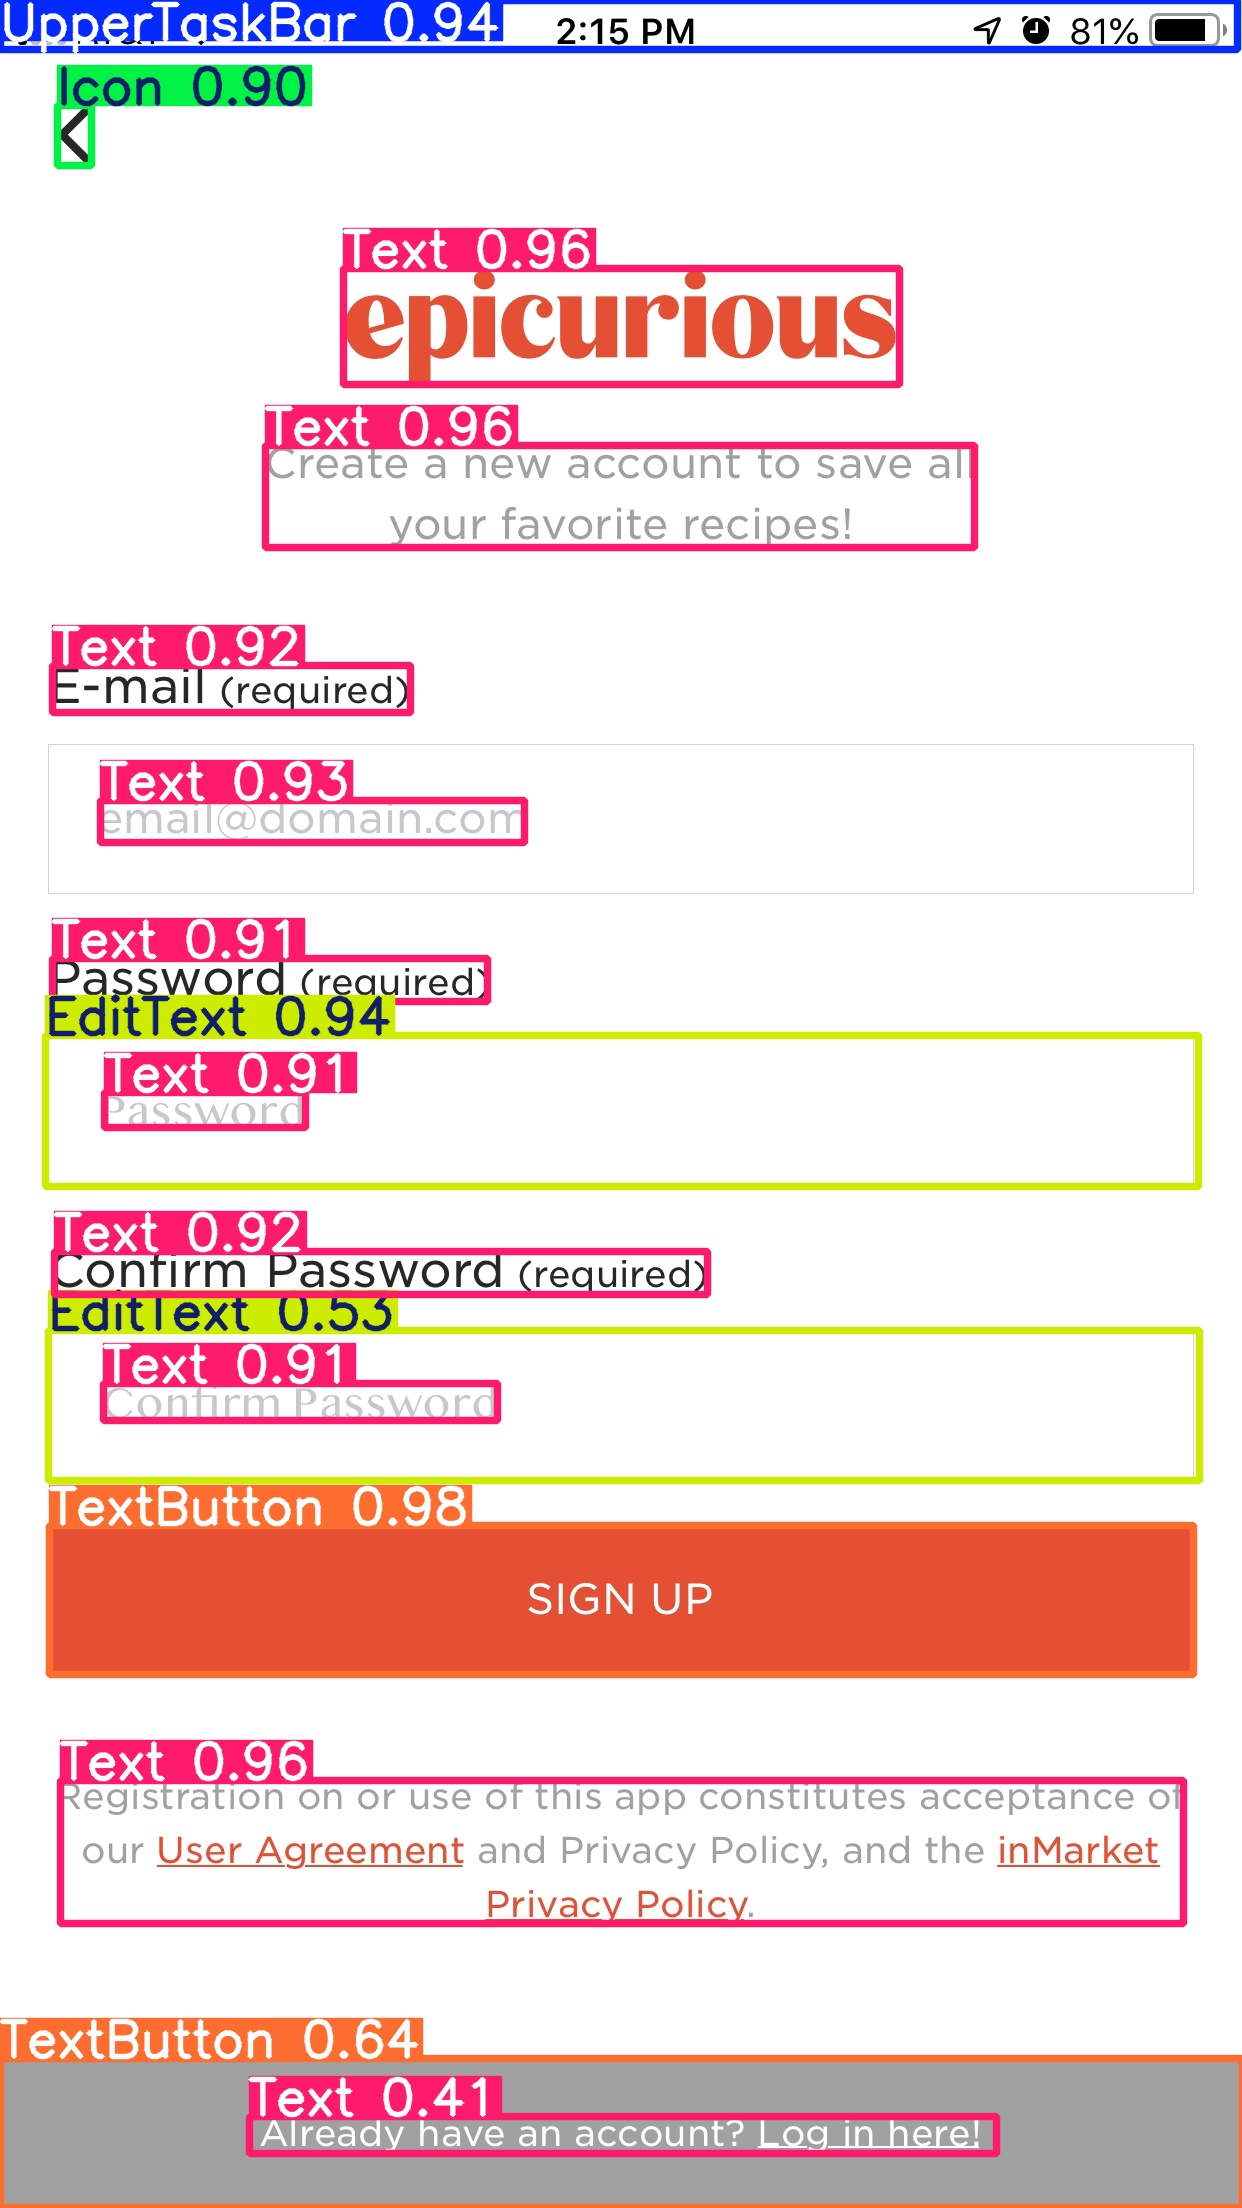 UpperTaskBar 0.94
2:15 PM
81%
Icon 0.90
Text 0.96
epicurious
Text 0.96
Create a new account to save all
your favorite recipes!
Text 0.92
E-mail (required)
Text 0.93
email@domain.com
Text 0.91
Password (required)
EditText 0.94
Text 0.91
Password
Text 0.92
Confirm Password (required)
EditText 0.53
Text 0.91
Confirm Password
TextButton 0.98
SIGN UP
Text 0.96
Registration on or use of this app constitutes acceptance of
our User Agreement and Privacy Policy, and the inMarket
Privacy Policy.
TextButton 0.64
Text 0.41
Already have an account? Log in here!